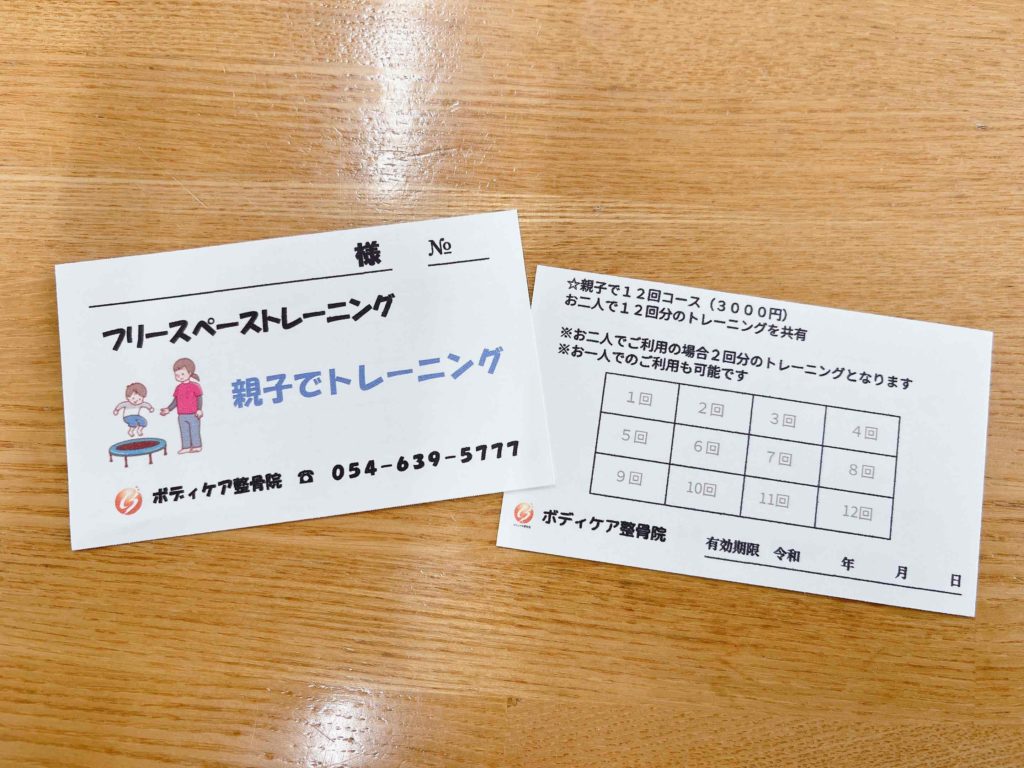 様 №
フリースペーストレーニング
親子でトレーニング
ボディケア整骨院 ☎ 054-639-5777
☆親子で12回コース（3000円）
お二人で12回分のトレーニングを共有
※お二人でご利用の場合2回分のトレーニングとなります
※お一人でのご利用も可能です
1回 2回 3回 4回
5回 6回 7回 8回
9回 10回 11回 12回
ボディケア整骨院
有効期限 令和 年 月 日